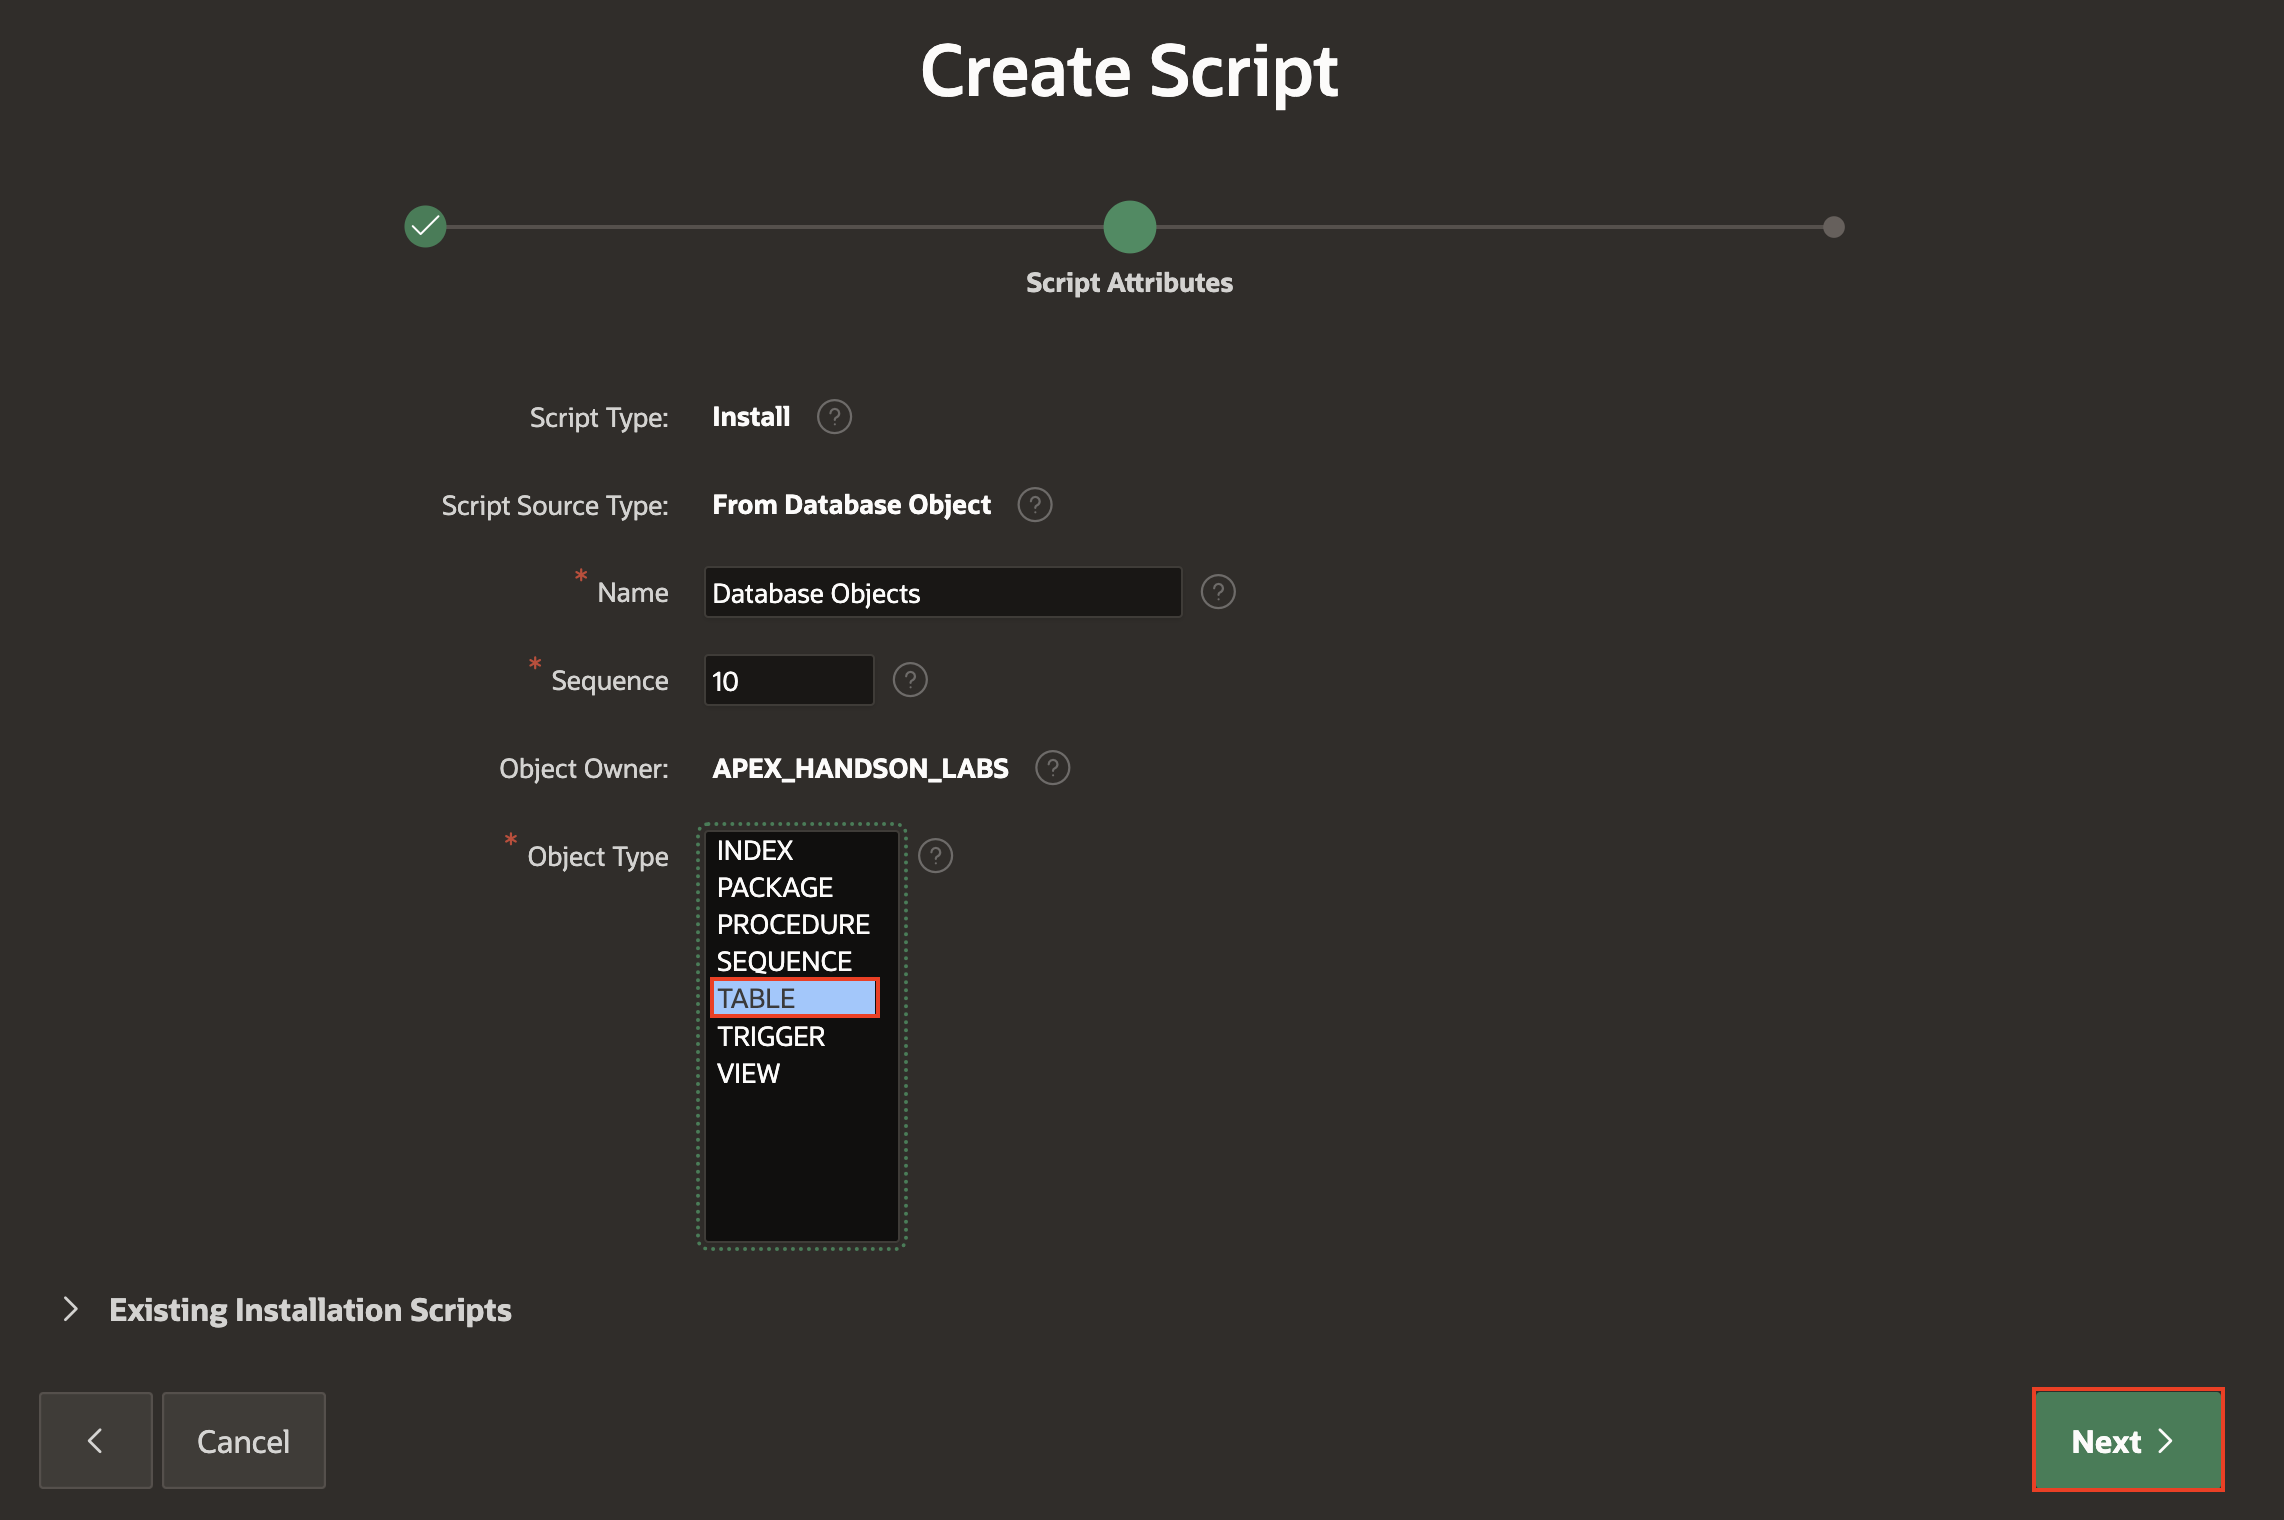 Create Script
Script Attributes
Script Type: Install ?
Script Source Type: From Database Object ?
* Name Database Objects ?
* Sequence 10 ?
Object Owner: APEX_HANDSON_LABS ?
* Object Type ?
INDEX
PACKAGE
PROCEDURE
SEQUENCE
TABLE
TRIGGER
VIEW
Existing Installation Scripts
Cancel
Next